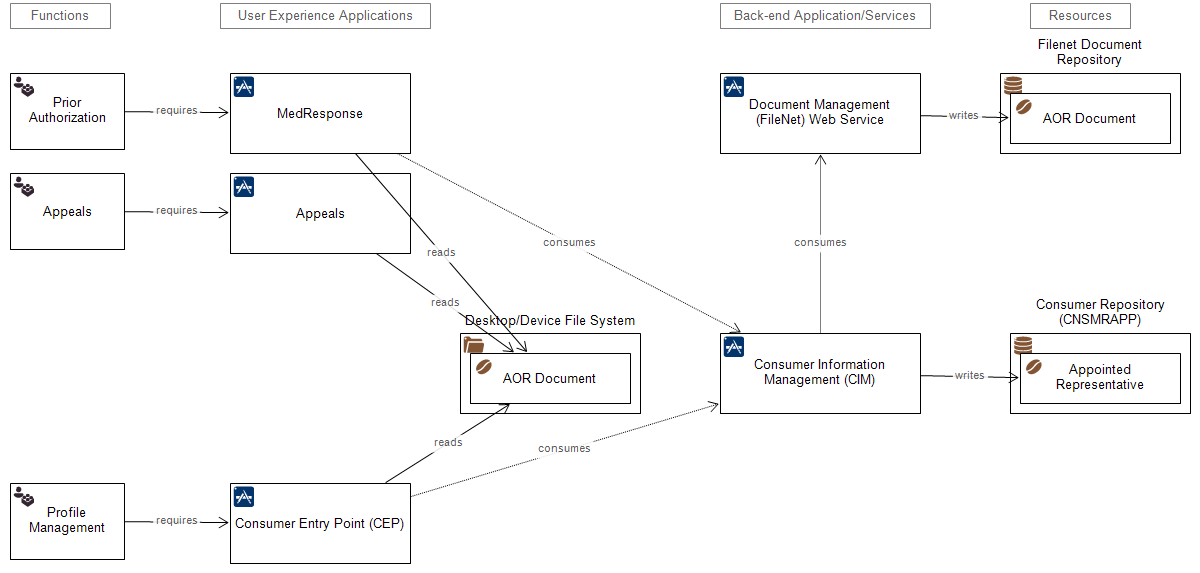 Functions
User Experience Applications
Back-end Application/Services
Resources
Filenet Document
Repository
Prior
Authorization
requires
MedResponse
Document Management
(FileNet) Web Service
writes
AOR Document
Appeals
requires
Appeals
reads
consumes
consumes
reads
Desktop/Device File System
AOR Document
Consumer Repository
(CNSMRAPP)
Consumer Information
Management (CIM)
writes
Appointed
Representative
reads
consumes
Profile
Management
requires
Consumer Entry Point (CEP)